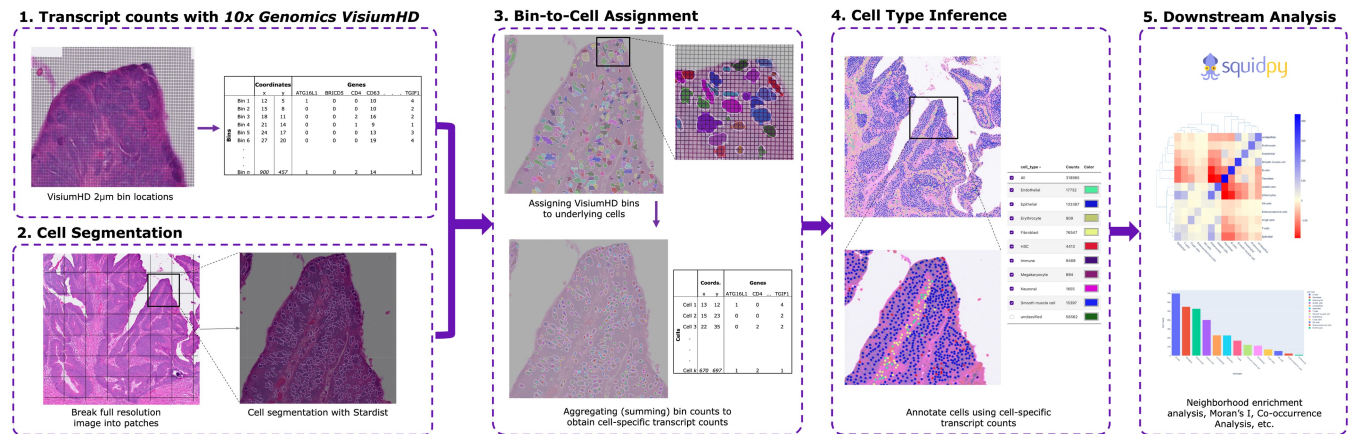 1. Transcript counts with 10x Genomics VisiumHD
Coordinates Genes
x y ATG16L1 BRICD5 CD4 CD63 . . . TGIF1
Bins
Bin 1 12 5 1 0 0 10 4
Bin 2 15 8 0 0 0 10 2
Bin 3 18 11 0 0 2 16 2
Bin 4 21 14 0 0 1 9 1
Bin 5 24 17 0 0 0 13 3
Bin 6 27 20 0 0 0 19 4
Bin n 900 457 1 0 2 14 1
VisiumHD 2μm bin locations
2. Cell Segmentation
Break full resolution
image into patches
Cell segmentation with Stardist
3. Bin-to-Cell Assignment
Assigning VisiumHD bins
to underlying cells
Coords. Genes
x y ATG16L1 CD4 ... TGIF1
Cells
Cell 1 13 12 1 0 4
Cell 2 15 23 0 0 2
Cell 3 22 35 0 2 2
Cell k 670 697 1 2 1
Aggregating (summing) bin counts to
obtain cell-specific transcript counts
4. Cell Type Inference
cell_type Counts Color
All
Endothelial 17732
Epithelial
Erythrocyte 909
Fibroblast 76547
HSC 4413
Immune
Megakaryocyte 894
Neuronal
Smooth muscle cell
unclassified
Annotate cells using cell-specific
transcript counts
5. Downstream Analysis
squidpy
Neighborhood enrichment
analysis, Moran's I, Co-occurrence
Analysis, etc.